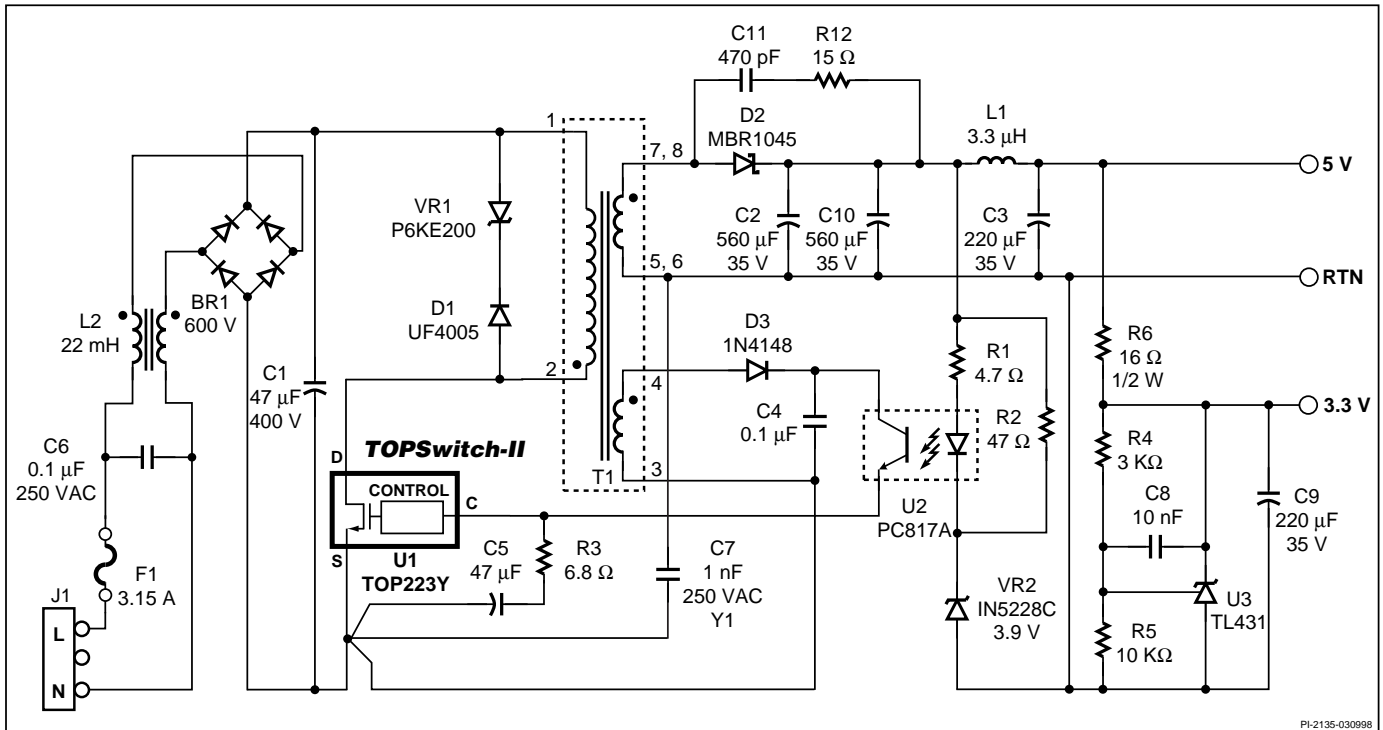 C11
470 pF
R12
15 Ω
D2
MBR1045
L1
3.3 µH
1
7, 8
5 V
VR1
P6KE200
C2
560 µF
35 V
C10
560 µF
35 V
C3
220 µF
35 V
5, 6
RTN
BR1
600 V
L2
22 mH
D1
UF4005
D3
1N4148
R6
16 Ω
1/2 W
2
4
R1
4.7 Ω
C1
47 µF
400 V
C4
0.1 µF
R2
47 Ω
3.3 V
C6
0.1 µF
250 VAC
TOPSwitch-II
D
CONTROL
C
S
U1
TOP223Y
3
T1
U2
PC817A
R4
3 KΩ
C8
10 nF
C9
220 µF
35 V
F1
3.15 A
C5
47 µF
R3
6.8 Ω
C7
1 nF
250 VAC
Y1
VR2
IN5228C
3.9 V
U3
TL431
R5
10 KΩ
J1
L
N
PI-2135-030998